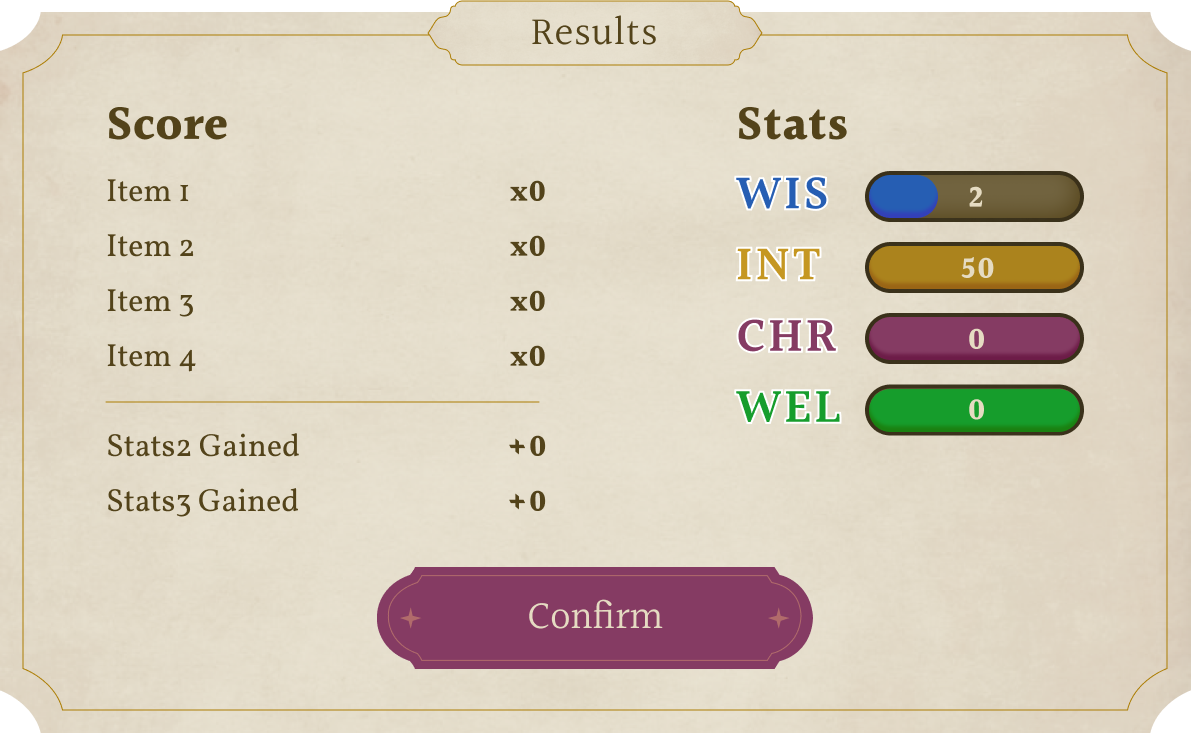 Results
Score
Item 1 x0
Item 2 x0
Item 3 x0
Item 4 x0
Stats2 Gained +0
Stats3 Gained +0
Stats
WIS 2
INT 50
CHR 0
WEL 0
Confirm